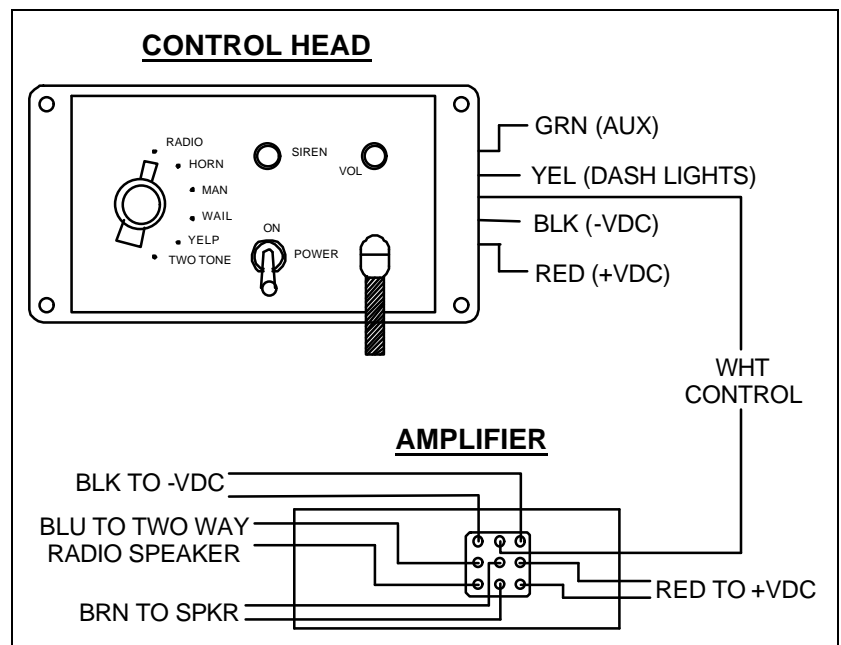 CONTROL HEAD
RADIO
HORN
MAN
WAIL
YELP
TWO TONE
SIREN
VOL
ON
POWER
GRN (AUX)
YEL (DASH LIGHTS)
BLK (-VDC)
RED (+VDC)
WHT
CONTROL
AMPLIFIER
BLK TO -VDC
BLU TO TWO WAY
RADIO SPEAKER
BRN TO SPKR
RED TO +VDC